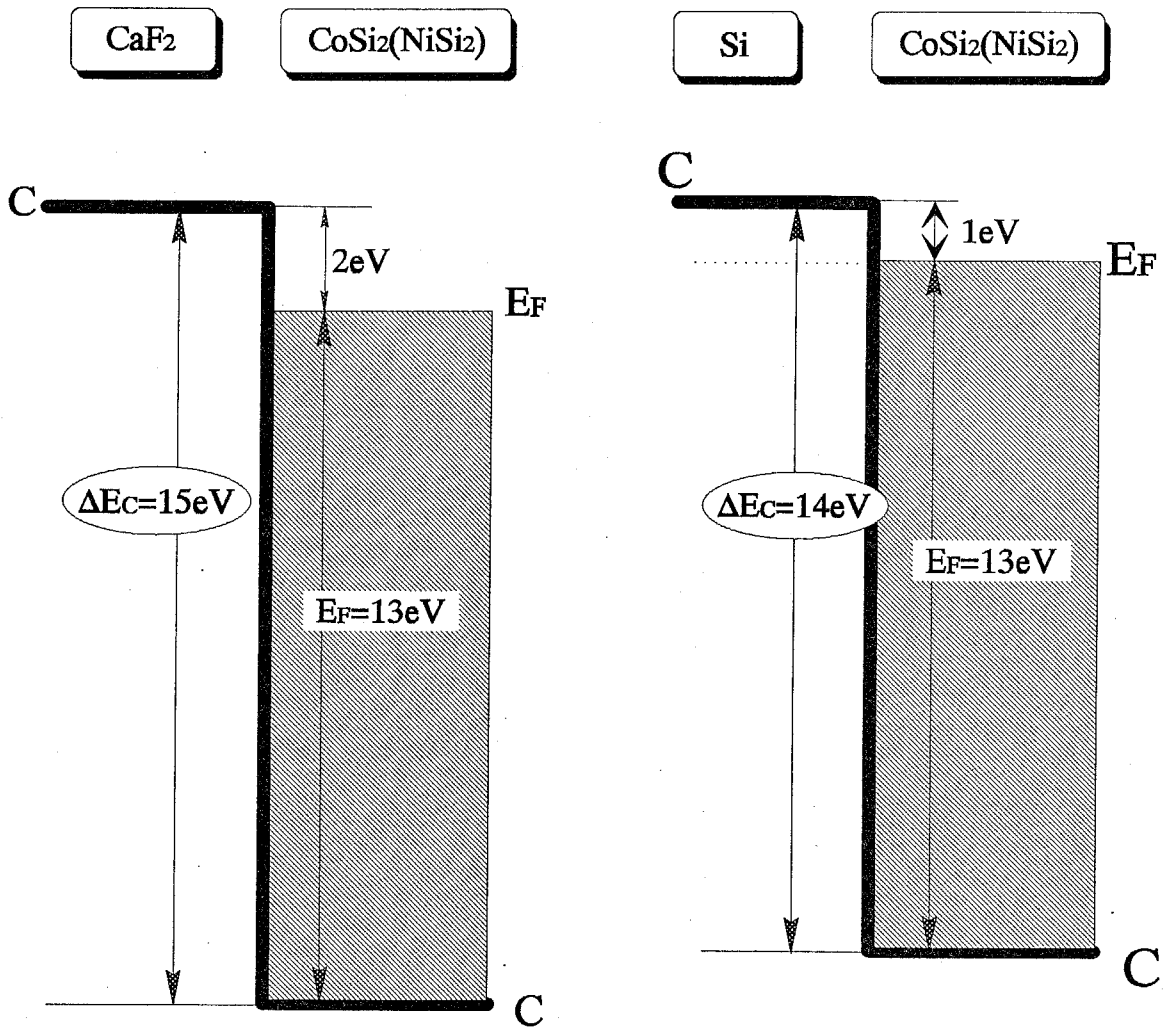 CaF2
CoSi2(NiSi2)
C
2eV
EF
ΔEC=15eV
EF=13eV
C
Si
CoSi2(NiSi2)
C
1eV
EF
ΔEC=14eV
EF=13eV
C